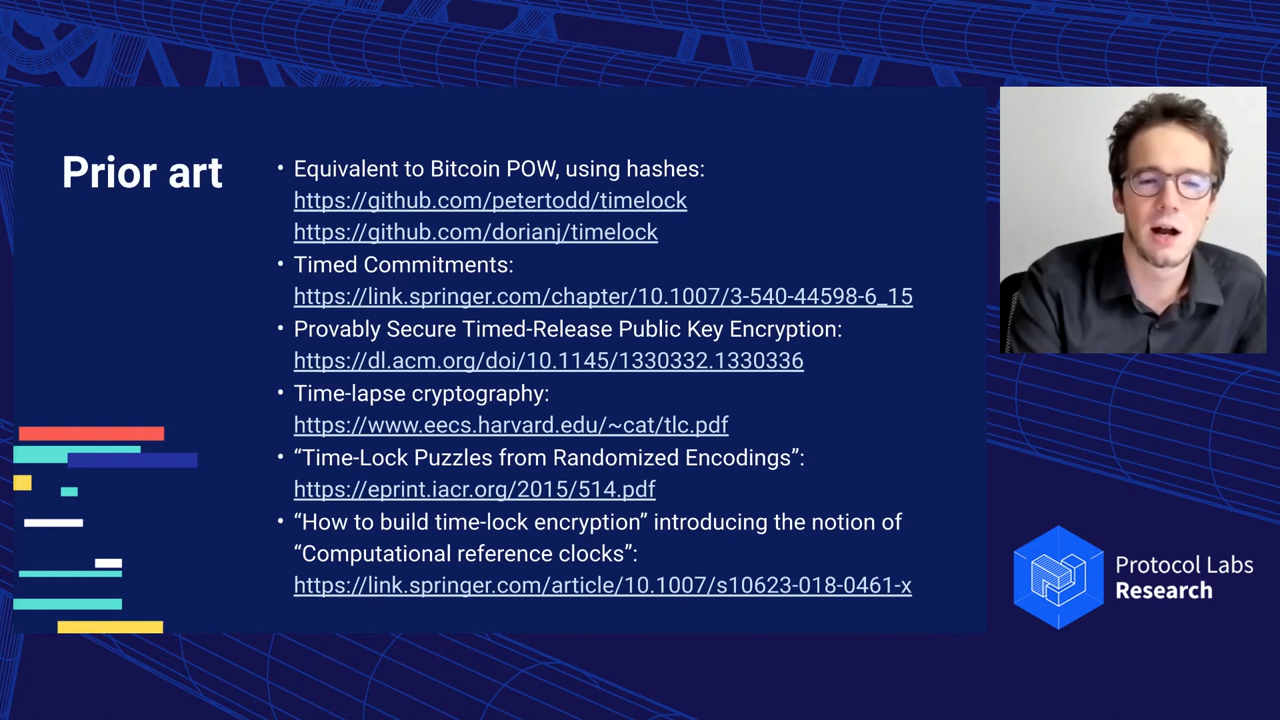 Prior art
• Equivalent to Bitcoin POW, using hashes:
https://github.com/petertodd/timelock
https://github.com/dorianj/timelock
• Timed Commitments:
https://link.springer.com/chapter/10.1007/3-540-44598-6_15
• Provably Secure Timed-Release Public Key Encryption:
https://dl.acm.org/doi/10.1145/1330332.1330336
• Time-lapse cryptography:
https://www.eecs.harvard.edu/~cat/tlc.pdf
• “Time-Lock Puzzles from Randomized Encodings”:
https://eprint.iacr.org/2015/514.pdf
• “How to build time-lock encryption” introducing the notion of
“Computational reference clocks”:
https://link.springer.com/article/10.1007/s10623-018-0461-x
Protocol Labs
Research